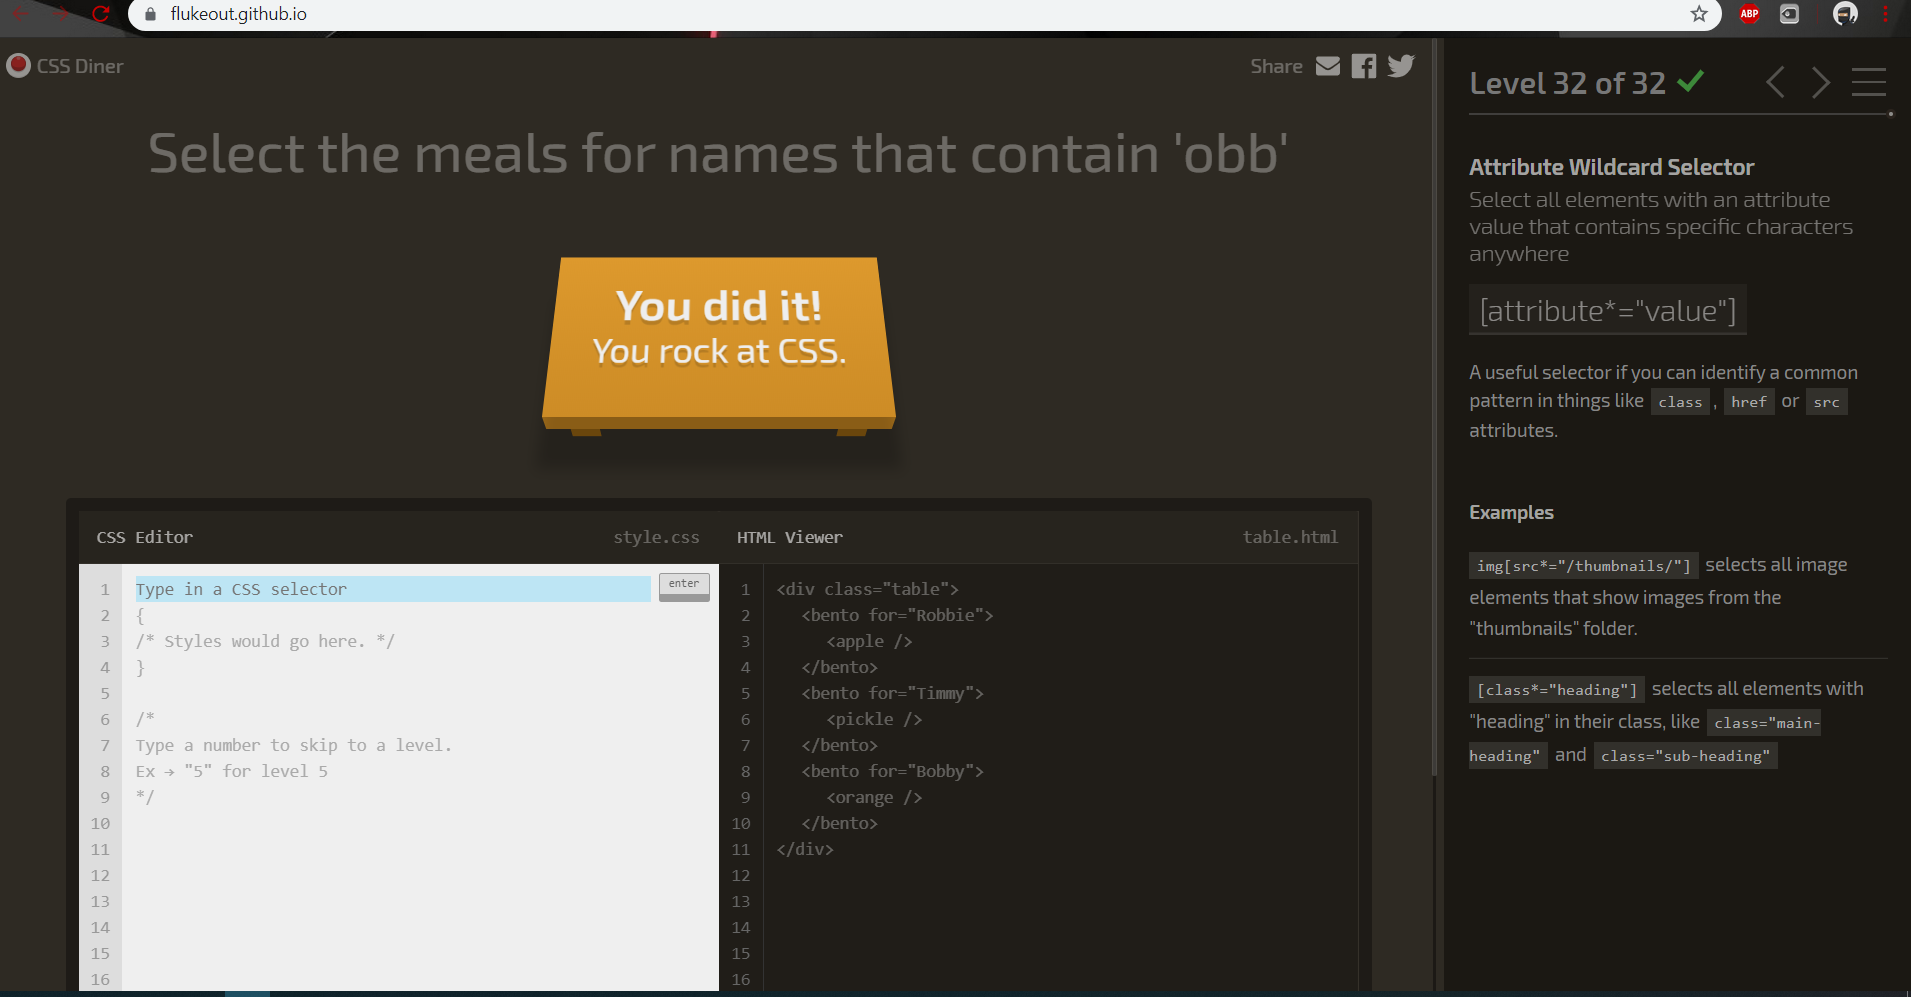 flukeout.github.io
ABP
CSS Diner
Share
Select the meals for names that contain 'obb'
You did it!
You rock at CSS.
CSS Editor
style.css
1 Type in a CSS selector
enter
2 {
3 /* Styles would go here. */
4 }
5
6 /*
7 Type a number to skip to a level.
8 Ex → "5" for level 5
9 */
10
11
12
13
14
15
16
HTML Viewer
table.html
1 <div class="table">
2 <bento for="Robbie">
3 <apple />
4 </bento>
5 <bento for="Timmy">
6 <pickle />
7 </bento>
8 <bento for="Bobby">
9 <orange />
10 </bento>
11 </div>
12
13
14
15
16
Level 32 of 32
Attribute Wildcard Selector
Select all elements with an attribute
value that contains specific characters
anywhere
[attribute*="value"]
A useful selector if you can identify a common
pattern in things like class , href or src
attributes.
Examples
img[src*="/thumbnails/"] selects all image
elements that show images from the
"thumbnails" folder.
[class*="heading"] selects all elements with
"heading" in their class, like class="main-
heading" and class="sub-heading"